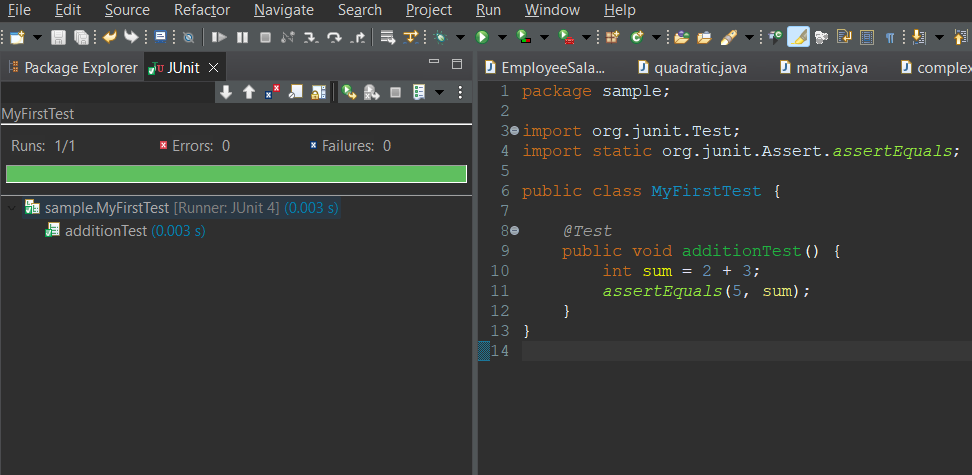 File Edit Source Refactor Navigate Search Project Run Window Help
Package Explorer JUnit
MyFirstTest
Runs: 1/1 Errors: 0 Failures: 0
sample.MyFirstTest [Runner: JUnit 4] (0.003 s)
additionTest (0.003 s)
EmployeeSala... quadratic.java matrix.java complex
1 package sample;
2
3 import org.junit.Test;
4 import static org.junit.Assert.assertEquals;
5
6 public class MyFirstTest {
7
8 @Test
9 public void additionTest() {
10 int sum = 2 + 3;
11 assertEquals(5, sum);
12 }
13 }
14